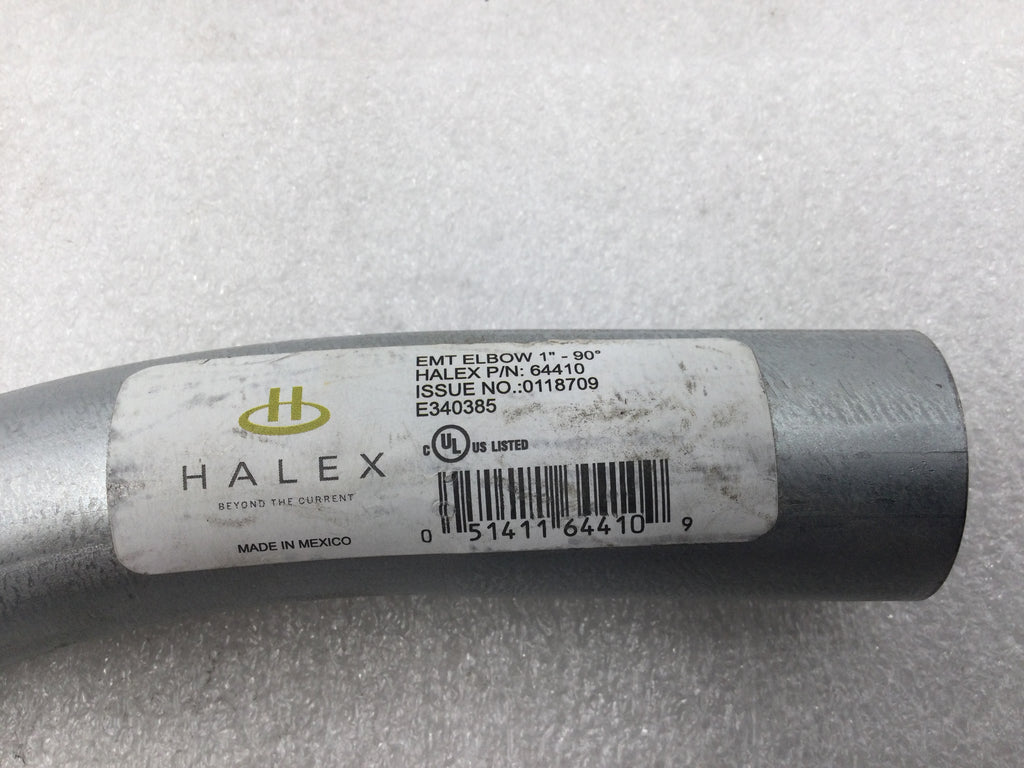 H
HALEX
BEYOND THE CURRENT
MADE IN MEXICO
EMT ELBOW 1" - 90°
HALEX P/N: 64410
ISSUE NO.:0118709
E340385
C UL US LISTED
0 51411 64410 9